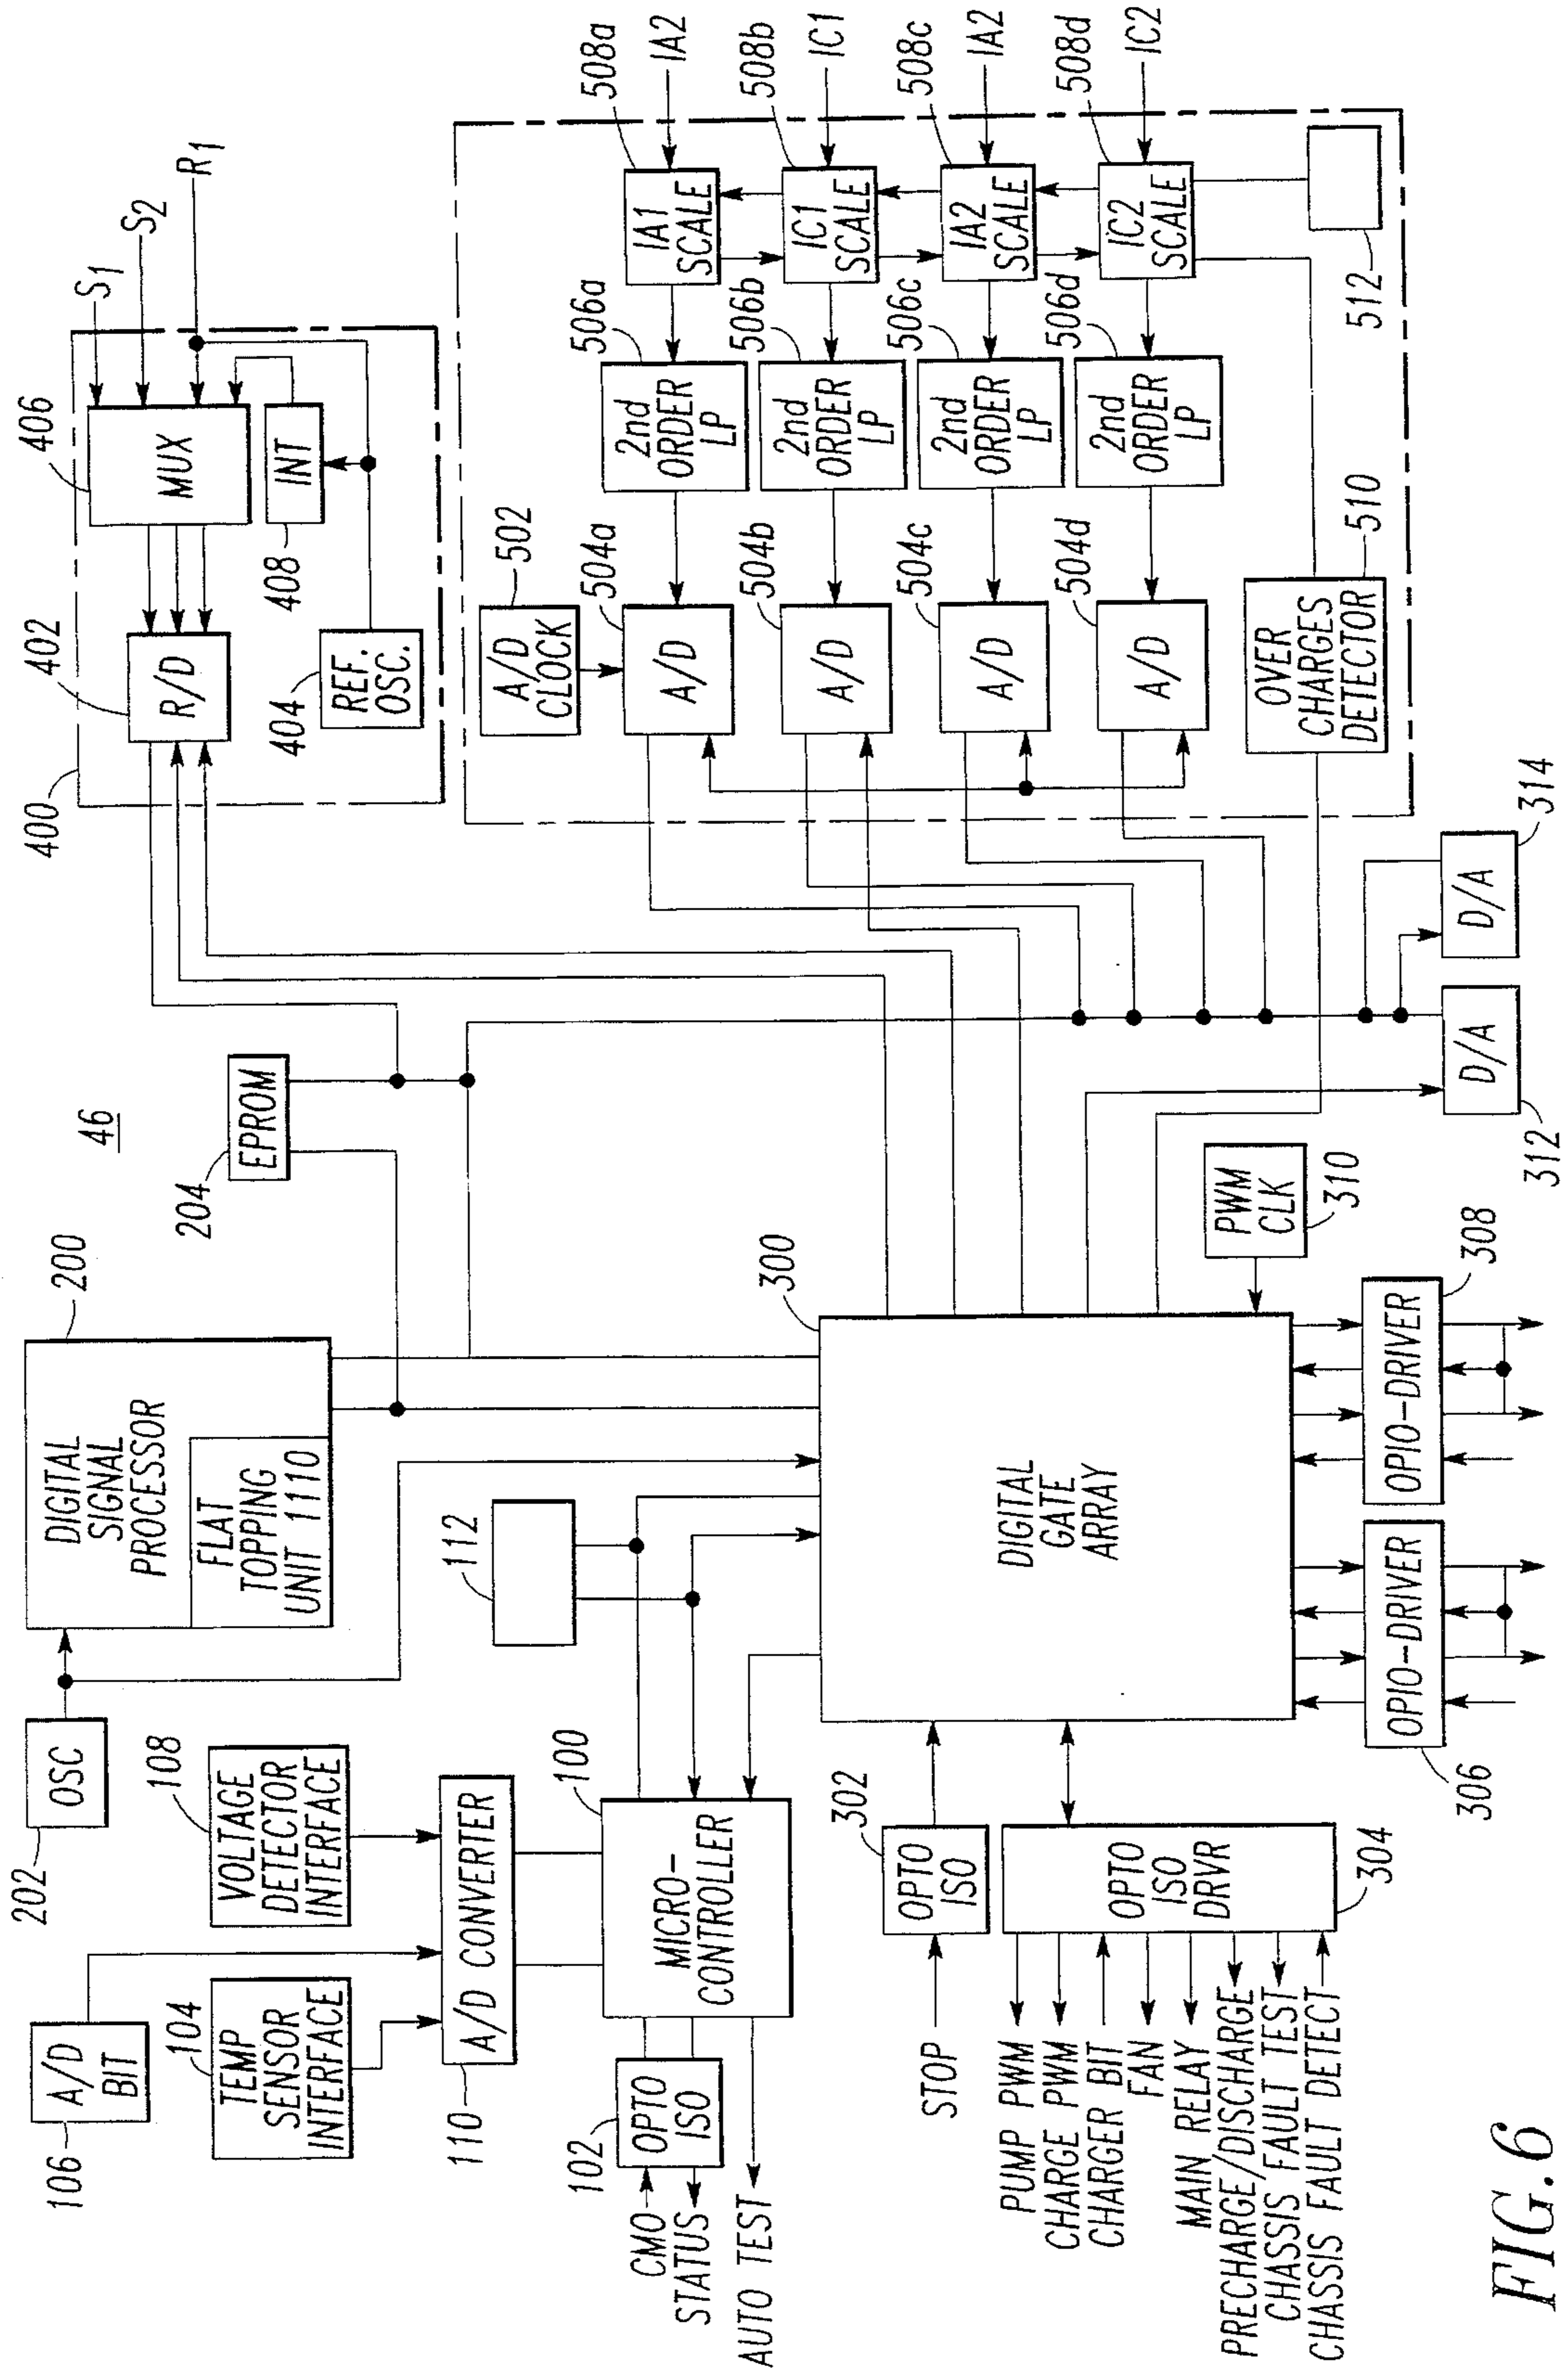 46
106
A/D
BIT
104
TEMP
SENSOR
INTERFACE
108
VOLTAGE
DETECTOR
INTERFACE
202
OSC
200
DIGITAL
SIGNAL
PROCESSOR
FLAT
TOPPING
UNIT 1110
204
EPROM
400
402
R/D
404
REF.
OSC.
406
MUX
408
INT
S1
S2
R1
110
A/D CONVERTER
102
OPTO
ISO
CMO
STATUS
AUTO TEST
100
MICRO-
CONTROLLER
112
502
A/D
CLOCK
504a
A/D
506a
2nd
ORDER
LP
508a
IA1
SCALE
IA2
504b
A/D
506b
2nd
ORDER
LP
508b
IC1
SCALE
IC1
504c
A/D
506c
2nd
ORDER
LP
508c
IA2
SCALE
IA2
504d
A/D
506d
2nd
ORDER
LP
508d
IC2
SCALE
IC2
510
OVER
CHARGES
DETECTOR
512
300
DIGITAL
GATE
ARRAY
302
OPTO
ISO
STOP
304
OPTO
ISO
DRVR
PUMP PWM
CHARGE PWM
CHARGER BIT
FAN
MAIN RELAY
PRECHARGE/DISCHARGE
CHASSIS FAULT TEST
CHASSIS FAULT DETECT
306
OPIO-DRIVER
308
OPIO-DRIVER
PWM
CLK
310
312
D/A
314
D/A
FIG.6